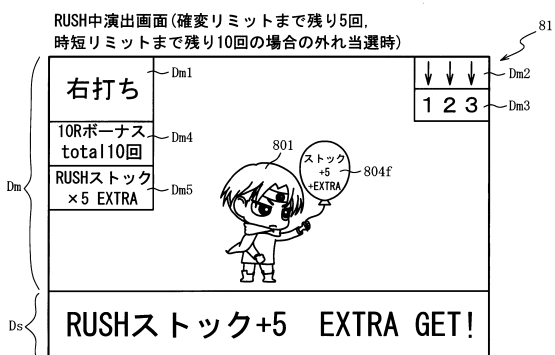 RUSH中演出画面(確変リミットまで残り5回,
時短リミットまで残り10回の場合の外れ当選時)
81
右打ち
Dm1
↓ ↓ ↓
Dm2
1 2 3
Dm3
10Rボーナス
total10回
Dm4
RUSHストック
×5 EXTRA
Dm5
801
ストック
+5
+EXTRA
804f
Dm
Ds
RUSHストック+5 EXTRA GET!